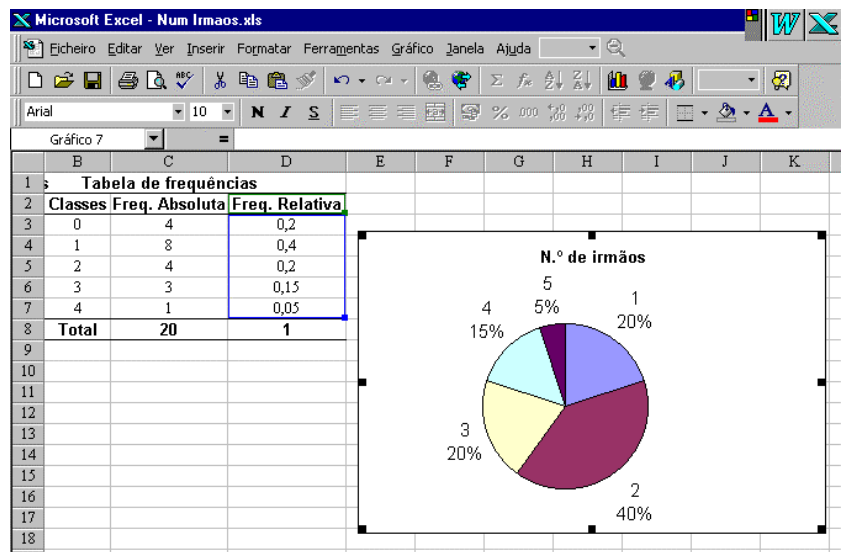 Microsoft Excel - Num Irmaos.xls
Ficheiro Editar Ver Inserir Formatar Ferramentas Gráfico Janela Ajuda
Arial 10 N I S % 000
Gráfico 7 =
B C D E F G H I J K
1 s Tabela de frequências
2 Classes Freq. Absoluta Freq. Relativa
3 0 4 0,2
4 1 8 0,4
5 2 4 0,2
6 3 3 0,15
7 4 1 0,05
8 Total 20 1
9
10
11
12
13
14
15
16
17
18
N.º de irmãos
5
5%
1
20%
4
15%
3
20%
2
40%